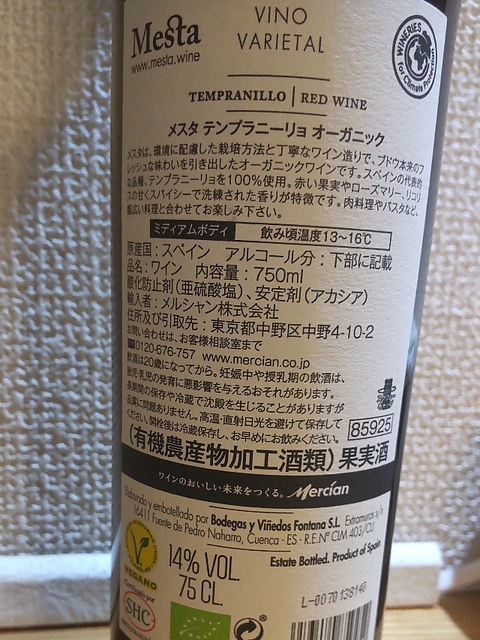 Mesta
www.mesta.wine
VINO
VARIETAL
WINERIES
for Climate Protection
TEMPRANILLO | RED WINE
メスタ テンプラニーリョ オーガニック
メスタは、環境に配慮した栽培方法と丁寧なワイン造りで、ブドウ本来のフ
レッシュな味わいを引き出したオーガニックワインです。スペインの代表的
な品種、テンプラニーリョを100%使用。赤い果実やローズマリー、リコリ
スの甘くスパイシーで洗練された香りが特徴です。肉料理やパスタなど、
幅広い料理と合わせてお楽しみ下さい。
ミディアムボディ 飲み頃温度13~16℃
原産国:スペイン アルコール分:下部に記載
品名:ワイン 内容量:750ml
酸化防止剤(亜硫酸塩)、安定剤(アカシア)
輸入者:メルシャン株式会社
住所及び引取先:東京都中野区中野4-10-2
お問い合わせは、お客様相談室まで
0120-676-757 www.mercian.co.jp
飲酒は20歳になってから。妊娠中や授乳期の飲酒は、
胎児・乳児の発育に悪影響を与えるおそれがあります。
長期間の保存や冷蔵で沈殿を生じることがありますが
品質に問題ありません。高温・直射日光を避けて保存して
ください。開栓後は冷蔵保存し、お早めにお飲みください。
85925
(有機農産物加工酒類)果実酒
ワインのおいしい未来をつくる。 Mercian
Elaborado y embotellado por Bodegas y Viñedos Fontana S.L. Extramuros s/n
16411 Fuente de Pedro Naharro, Cuenca - ES - R.E.Nº CLM 403/CU
Estate Bottled. Product of Spain
VEGANO
14% VOL.
75 CL.
Certificado por
SHC
L-0070138140